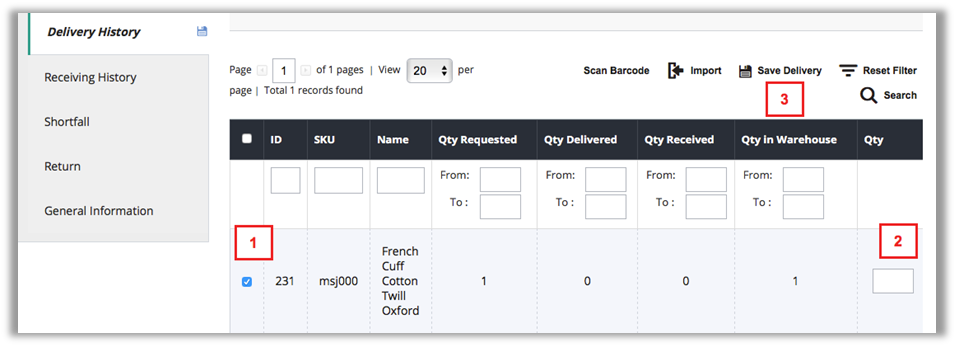 Delivery History
Receiving History
Shortfall
Return
General Information
Page 1 of 1 pages | View 20 per
page | Total 1 records found
Scan Barcode Import Save Delivery Reset Filter
3 Search
ID SKU Name Qty Requested Qty Delivered Qty Received Qty in Warehouse Qty
From: From: From: From:
To : To : To : To :
1 2
French
Cuff
231 msj000 Cotton 1 0 0 1
Twill
Oxford